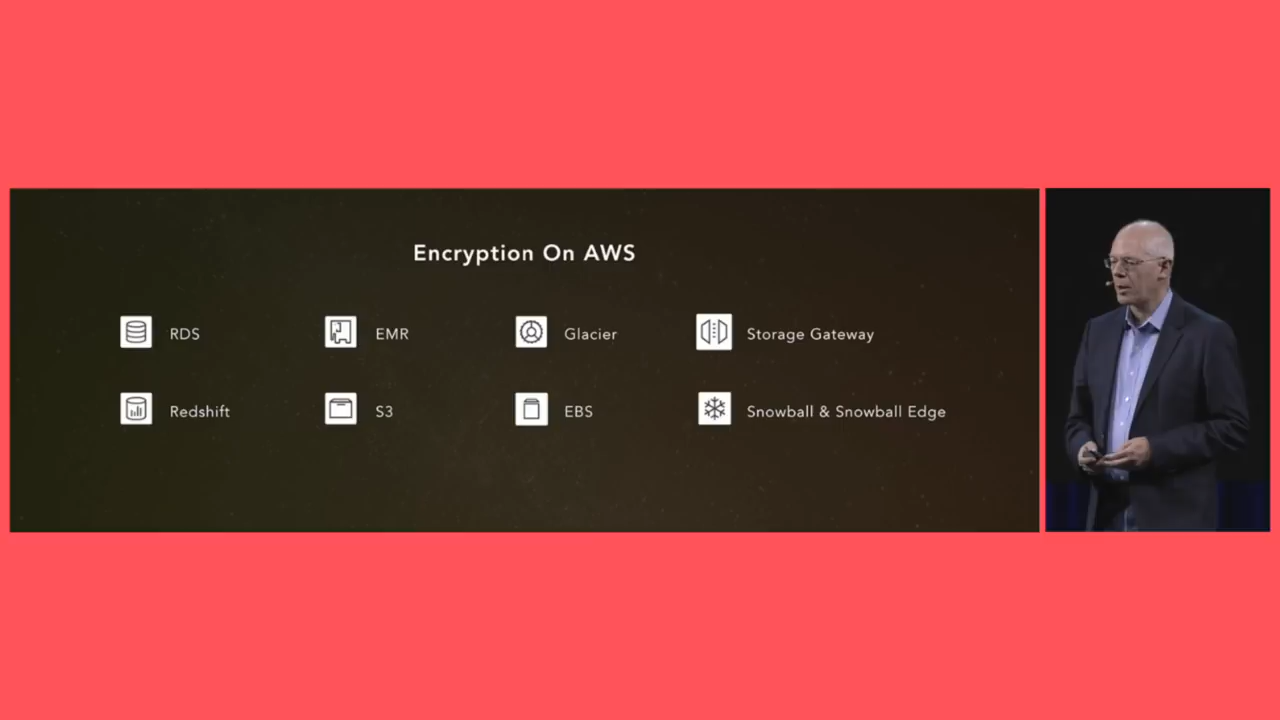 Encryption On AWS
RDS
EMR
Glacier
Storage Gateway
Redshift
S3
EBS
Snowball & Snowball Edge